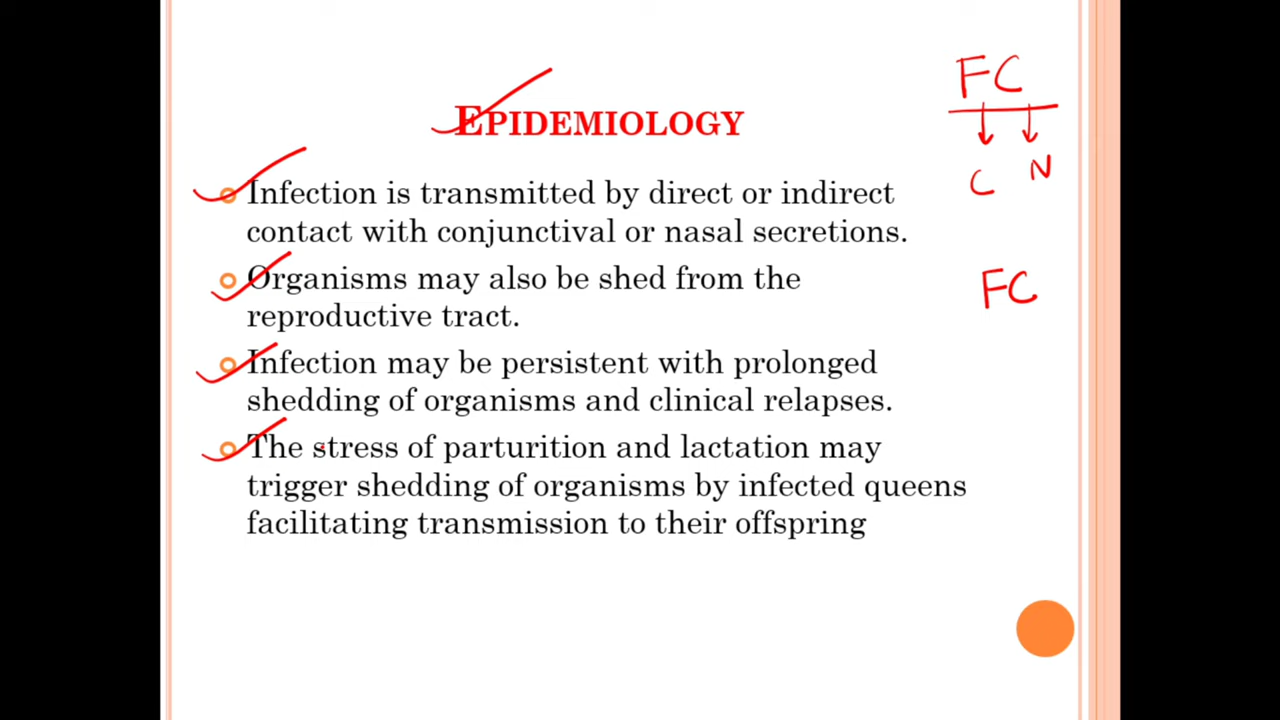 EPIDEMIOLOGY
Infection is transmitted by direct or indirect
contact with conjunctival or nasal secretions.
Organisms may also be shed from the
reproductive tract.
Infection may be persistent with prolonged
shedding of organisms and clinical relapses.
The stress of parturition and lactation may
trigger shedding of organisms by infected queens
facilitating transmission to their offspring
FC
C N
FC